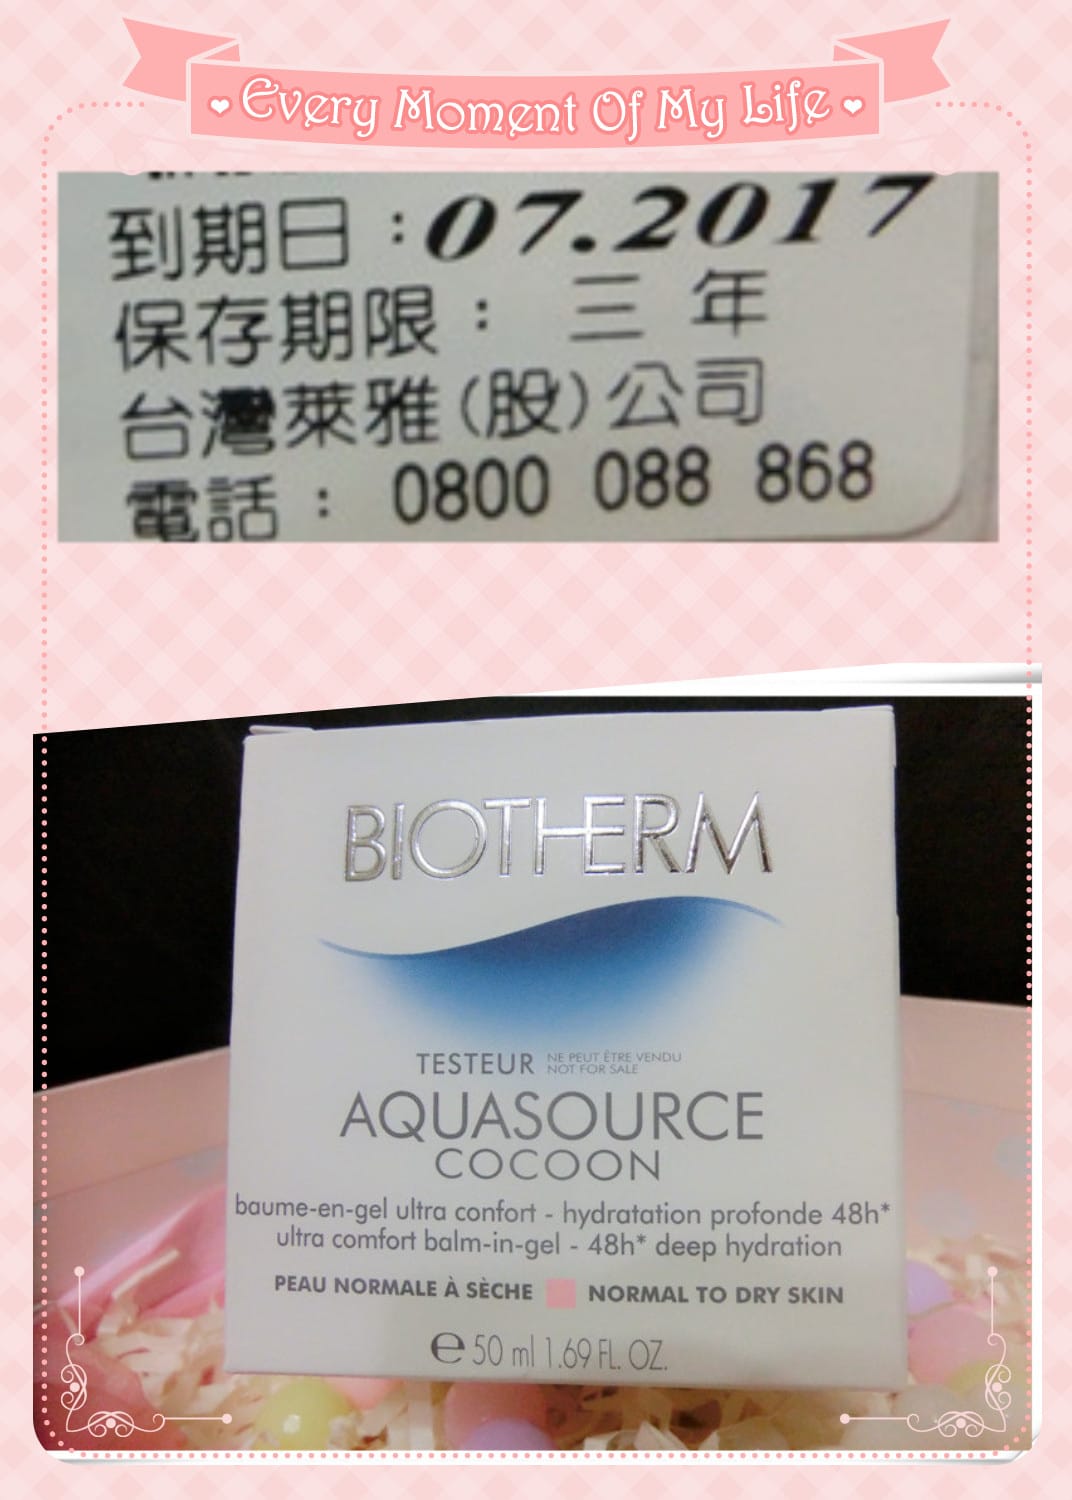 Every Moment Of My Life
到期日：07.2017
保存期限：三年
台灣萊雅(股)公司
電話：0800 088 868
BIOTHERM
TESTEUR NE PEUT ÊTRE VENDU
NOT FOR SALE
AQUASOURCE
COCOON
baume-en-gel ultra confort - hydratation profonde 48h*
ultra comfort balm-in-gel - 48h* deep hydration
PEAU NORMALE À SÈCHE NORMAL TO DRY SKIN
e 50 ml 1.69 FL. OZ.